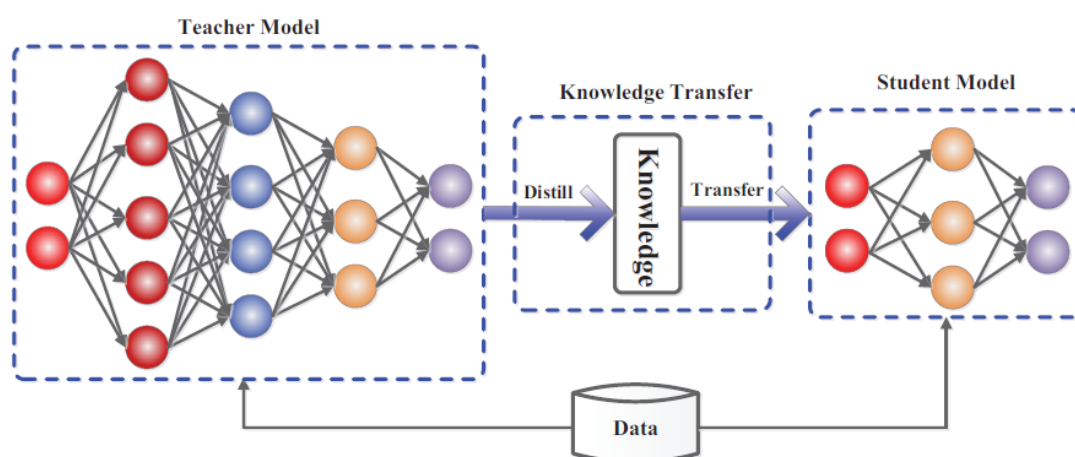 Teacher Model
Knowledge Transfer
Student Model
Distill
Knowledge
Transfer
Data